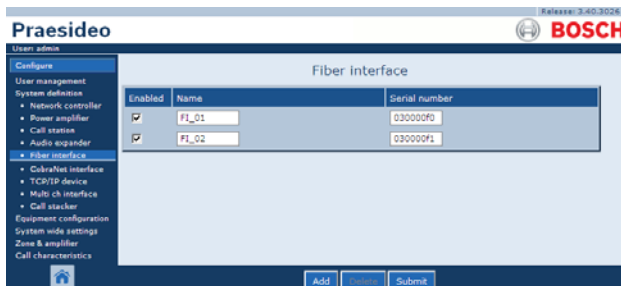 Release: 3.40.3026
Praesideo
BOSCH
User: admin
Configure
User management
System definition
• Network controller
• Power amplifier
• Call station
• Audio expander
• Fiber interface
• CobraNet interface
• TCP/IP device
• Multi ch interface
• Call stacker
Equipment configuration
System wide settings
Zone & amplifier
Call characteristics
Fiber interface
Enabled Name Serial number
FI_01 030000f0
FI_02 030000f1
Add Delete Submit